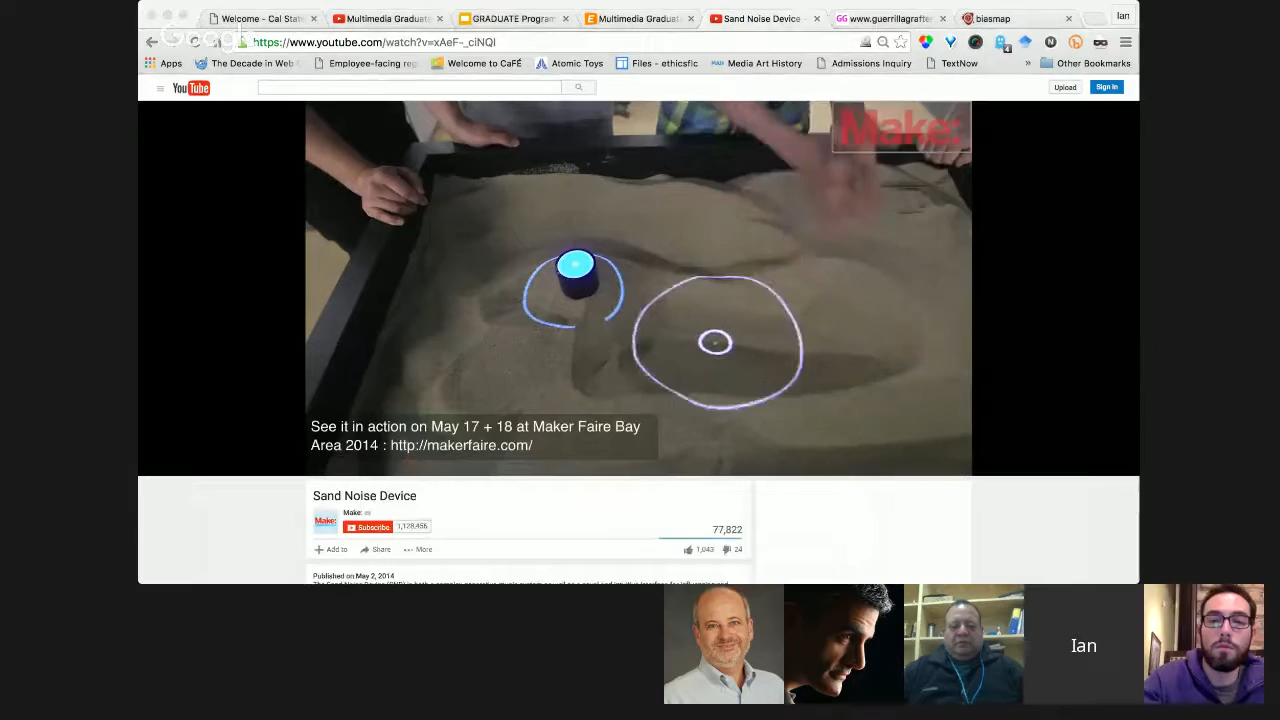 Welcome - Cal State
Multimedia Graduate
GRADUATE Program
Multimedia Graduate
Sand Noise Device -
www.guerrillagrafter
biasmap
Ian
Google
https://www.youtube.com/watch?v=xAeF-_ciNQI
Apps
The Decade in Web
Employee-facing reg
Welcome to CaFÉ
Atomic Toys
Files - ethicsfic
Media Art History
Admissions Inquiry
TextNow
»
Other Bookmarks
YouTube
Upload
Sign In
Make:
See it in action on May 17 + 18 at Maker Faire Bay
Area 2014 : http://makerfaire.com/
Sand Noise Device
Make:
Make:
Subscribe
1,128,456
77,822
Add to
Share
More
1,043
24
Published on May 2, 2014
Ian